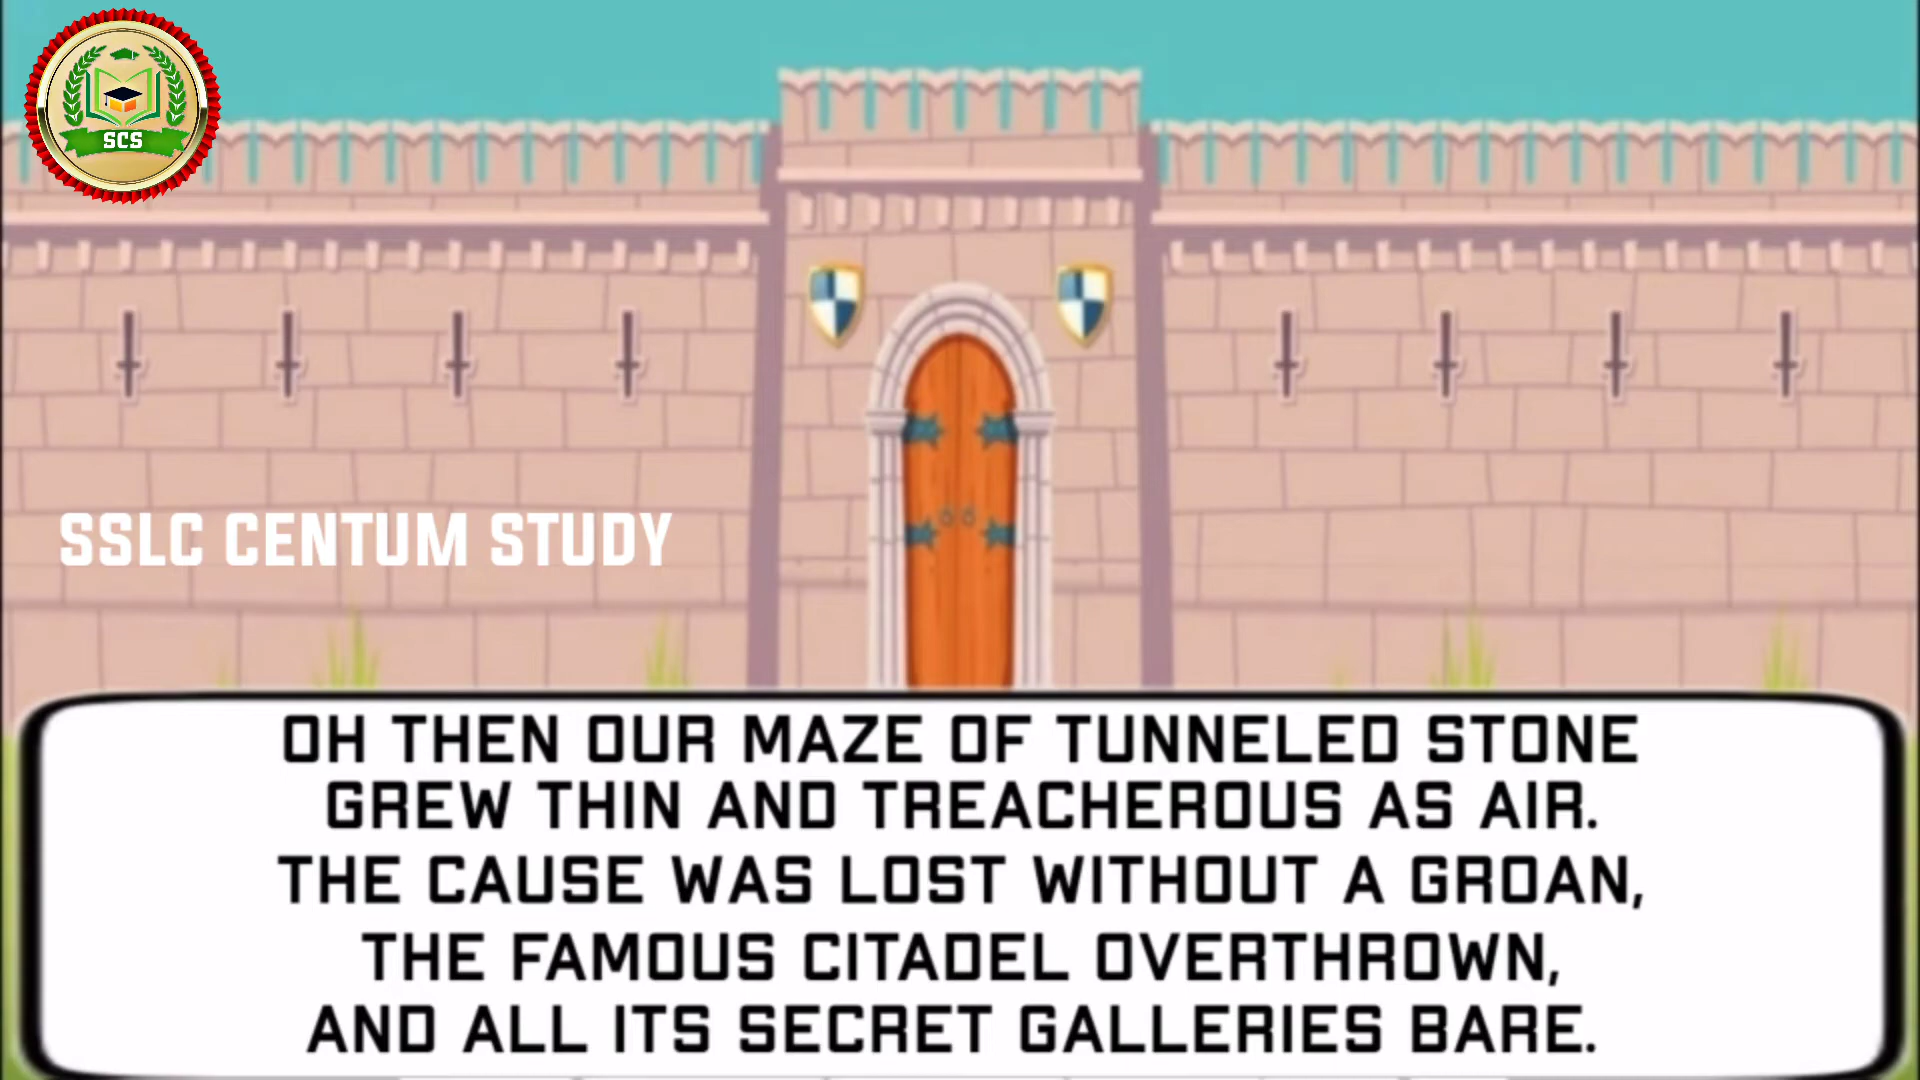 SCS
SSLC CENTUM STUDY
OH THEN OUR MAZE OF TUNNELED STONE
GREW THIN AND TREACHEROUS AS AIR.
THE CAUSE WAS LOST WITHOUT A GROAN,
THE FAMOUS CITADEL OVERTHROWN,
AND ALL ITS SECRET GALLERIES BARE.